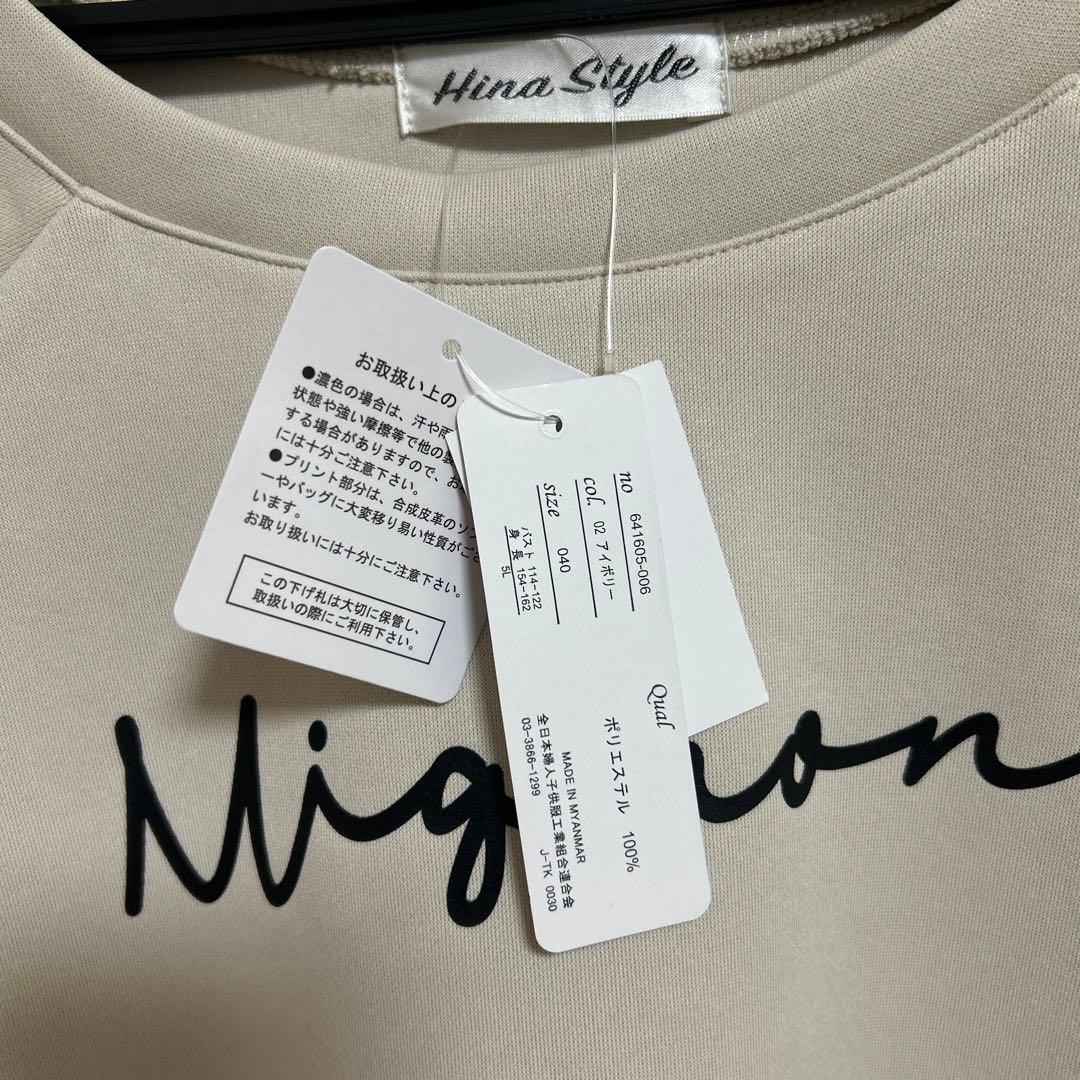 Hina Style
お取扱い上の
●濃色の場合は、汗や雨
状態や強い摩擦等で他の製
する場合がありますので、お
には十分ご注意下さい。
●プリント部分は、合成皮革のソフ
ーやバッグに大変移り易い性質がござ
います。
お取り扱いには十分にご注意下さい。
この下げ札は大切に保管し、
取扱いの際にご利用下さい。
no 641605-006
col. 02 アイボリー
size 040
バスト 114-122
身長 154-162
5L
Qual
ポリエステル 100%
MADE IN MYANMAR
全日本婦人子供服工業組合連合会
03-3866-1299 J-TK 0030
Mignon